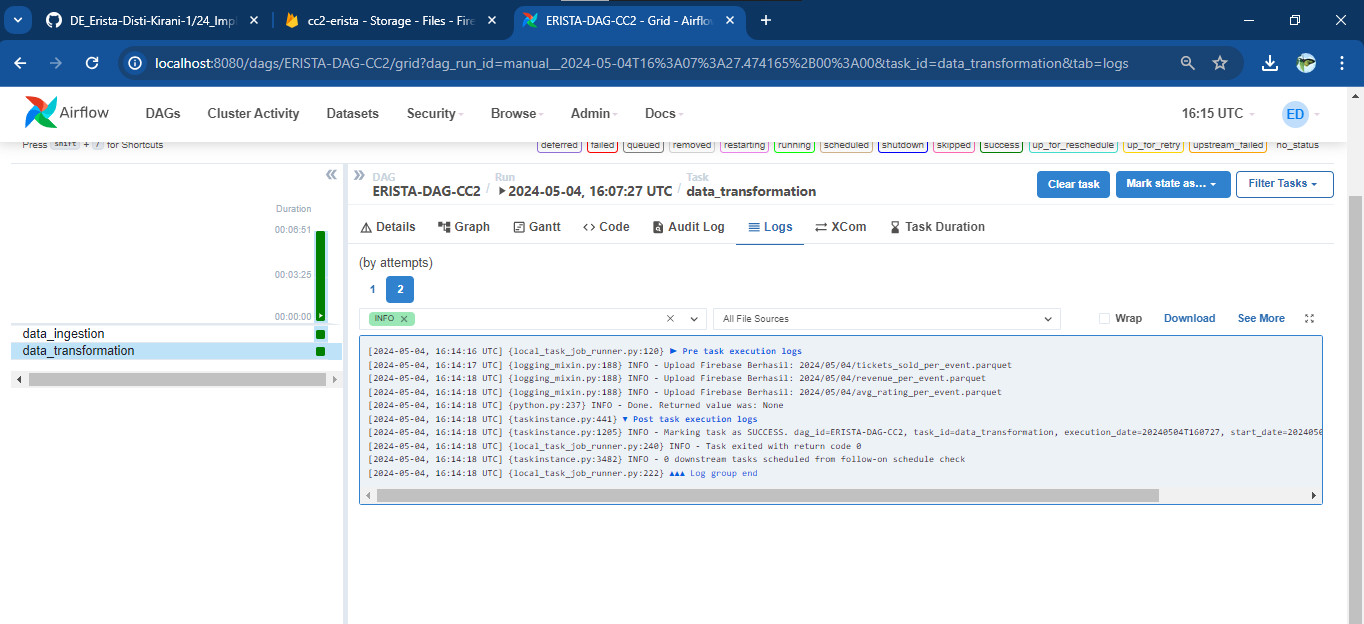 DE_Erista-Disti-Kirani-1/24_Impl
cc2-erista - Storage - Files - Fire
ERISTA-DAG-CC2 - Grid - Airflow
localhost:8080/dags/ERISTA-DAG-CC2/grid?dag_run_id=manual__2024-05-04T16%3A07%3A27.474165%2B00%3A00&task_id=data_transformation&tab=logs
Airflow DAGs Cluster Activity Datasets Security Browse Admin Docs 16:15 UTC ED
Press shift + / for Shortcuts
deferred failed queued removed restarting running scheduled shutdown skipped success up_for_reschedule up_for_retry upstream_failed no_status
Duration
00:06:51
00:03:25
00:00:00
data_ingestion
data_transformation
DAG Run Task
ERISTA-DAG-CC2 / 2024-05-04, 16:07:27 UTC / data_transformation
Clear task Mark state as... Filter Tasks
Details Graph Gantt Code Audit Log Logs XCom Task Duration
(by attempts)
1 2
INFO All File Sources Wrap Download See More
[2024-05-04, 16:14:16 UTC] {local_task_job_runner.py:120} ▶ Pre task execution logs
[2024-05-04, 16:14:17 UTC] {logging_mixin.py:188} INFO - Upload Firebase Berhasil: 2024/05/04/tickets_sold_per_event.parquet
[2024-05-04, 16:14:18 UTC] {logging_mixin.py:188} INFO - Upload Firebase Berhasil: 2024/05/04/revenue_per_event.parquet
[2024-05-04, 16:14:18 UTC] {logging_mixin.py:188} INFO - Upload Firebase Berhasil: 2024/05/04/avg_rating_per_event.parquet
[2024-05-04, 16:14:18 UTC] {python.py:237} INFO - Done. Returned value was: None
[2024-05-04, 16:14:18 UTC] {taskinstance.py:441} ▼ Post task execution logs
[2024-05-04, 16:14:18 UTC] {taskinstance.py:1205} INFO - Marking task as SUCCESS. dag_id=ERISTA-DAG-CC2, task_id=data_transformation, execution_date=20240504T160727, start_date=2024050
[2024-05-04, 16:14:18 UTC] {local_task_job_runner.py:240} INFO - Task exited with return code 0
[2024-05-04, 16:14:18 UTC] {taskinstance.py:3482} INFO - 0 downstream tasks scheduled from follow-on schedule check
[2024-05-04, 16:14:18 UTC] {local_task_job_runner.py:222} ▲▲▲ Log group end